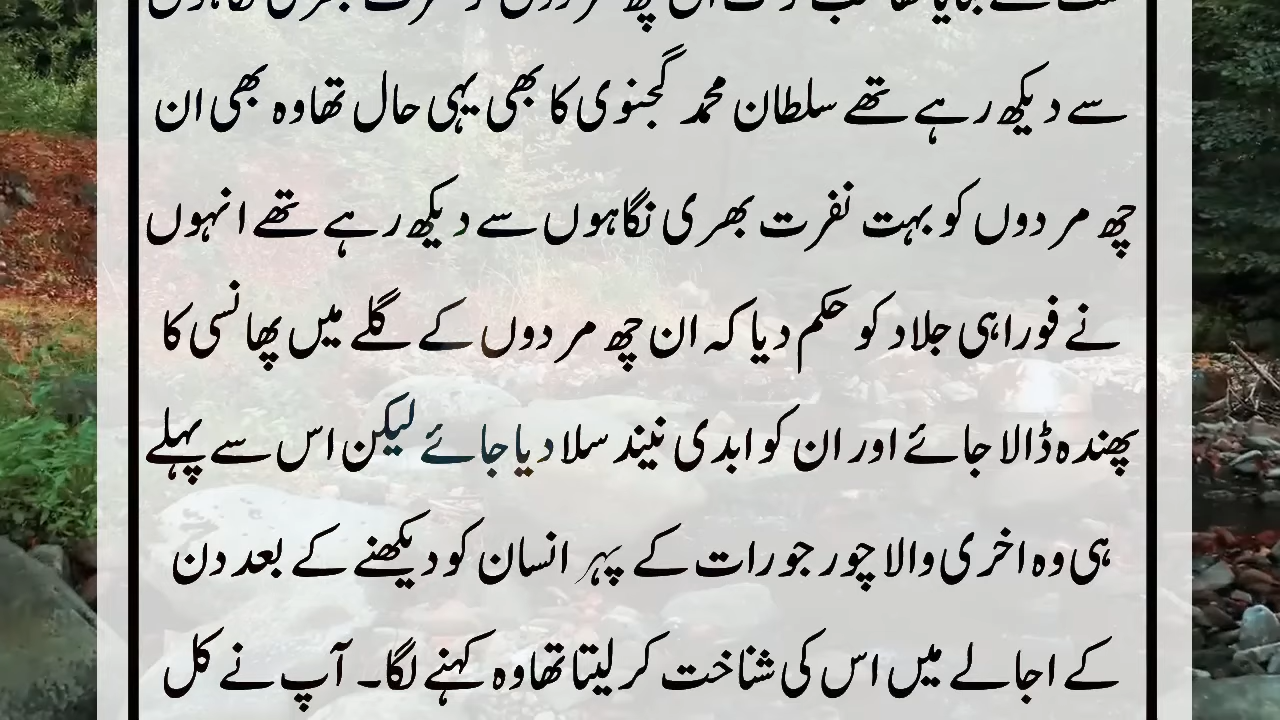 سے دیکھ رہے تھے سلطان محمد گجنوی کا بھی یہی حال تھا وہ بھی ان
چھ مردوں کو بہت نفرت بھری نگاہوں سے دیکھ رہے تھے انہوں
نے فورا ہی جلاد کو حکم دیا کہ ان چھ مردوں کے گلے میں پھانسی کا
پھندہ ڈالا جائے اور ان کو ابدی نیند سلا دیا جائے لیکن اس سے پہلے
ہی وہ اخری والا چور جو رات کے پہر انسان کو دیکھنے کے بعد دن
کے اجالے میں اس کی شناخت کر لیتا تھا وہ کہنے لگا۔ آپ نے کل